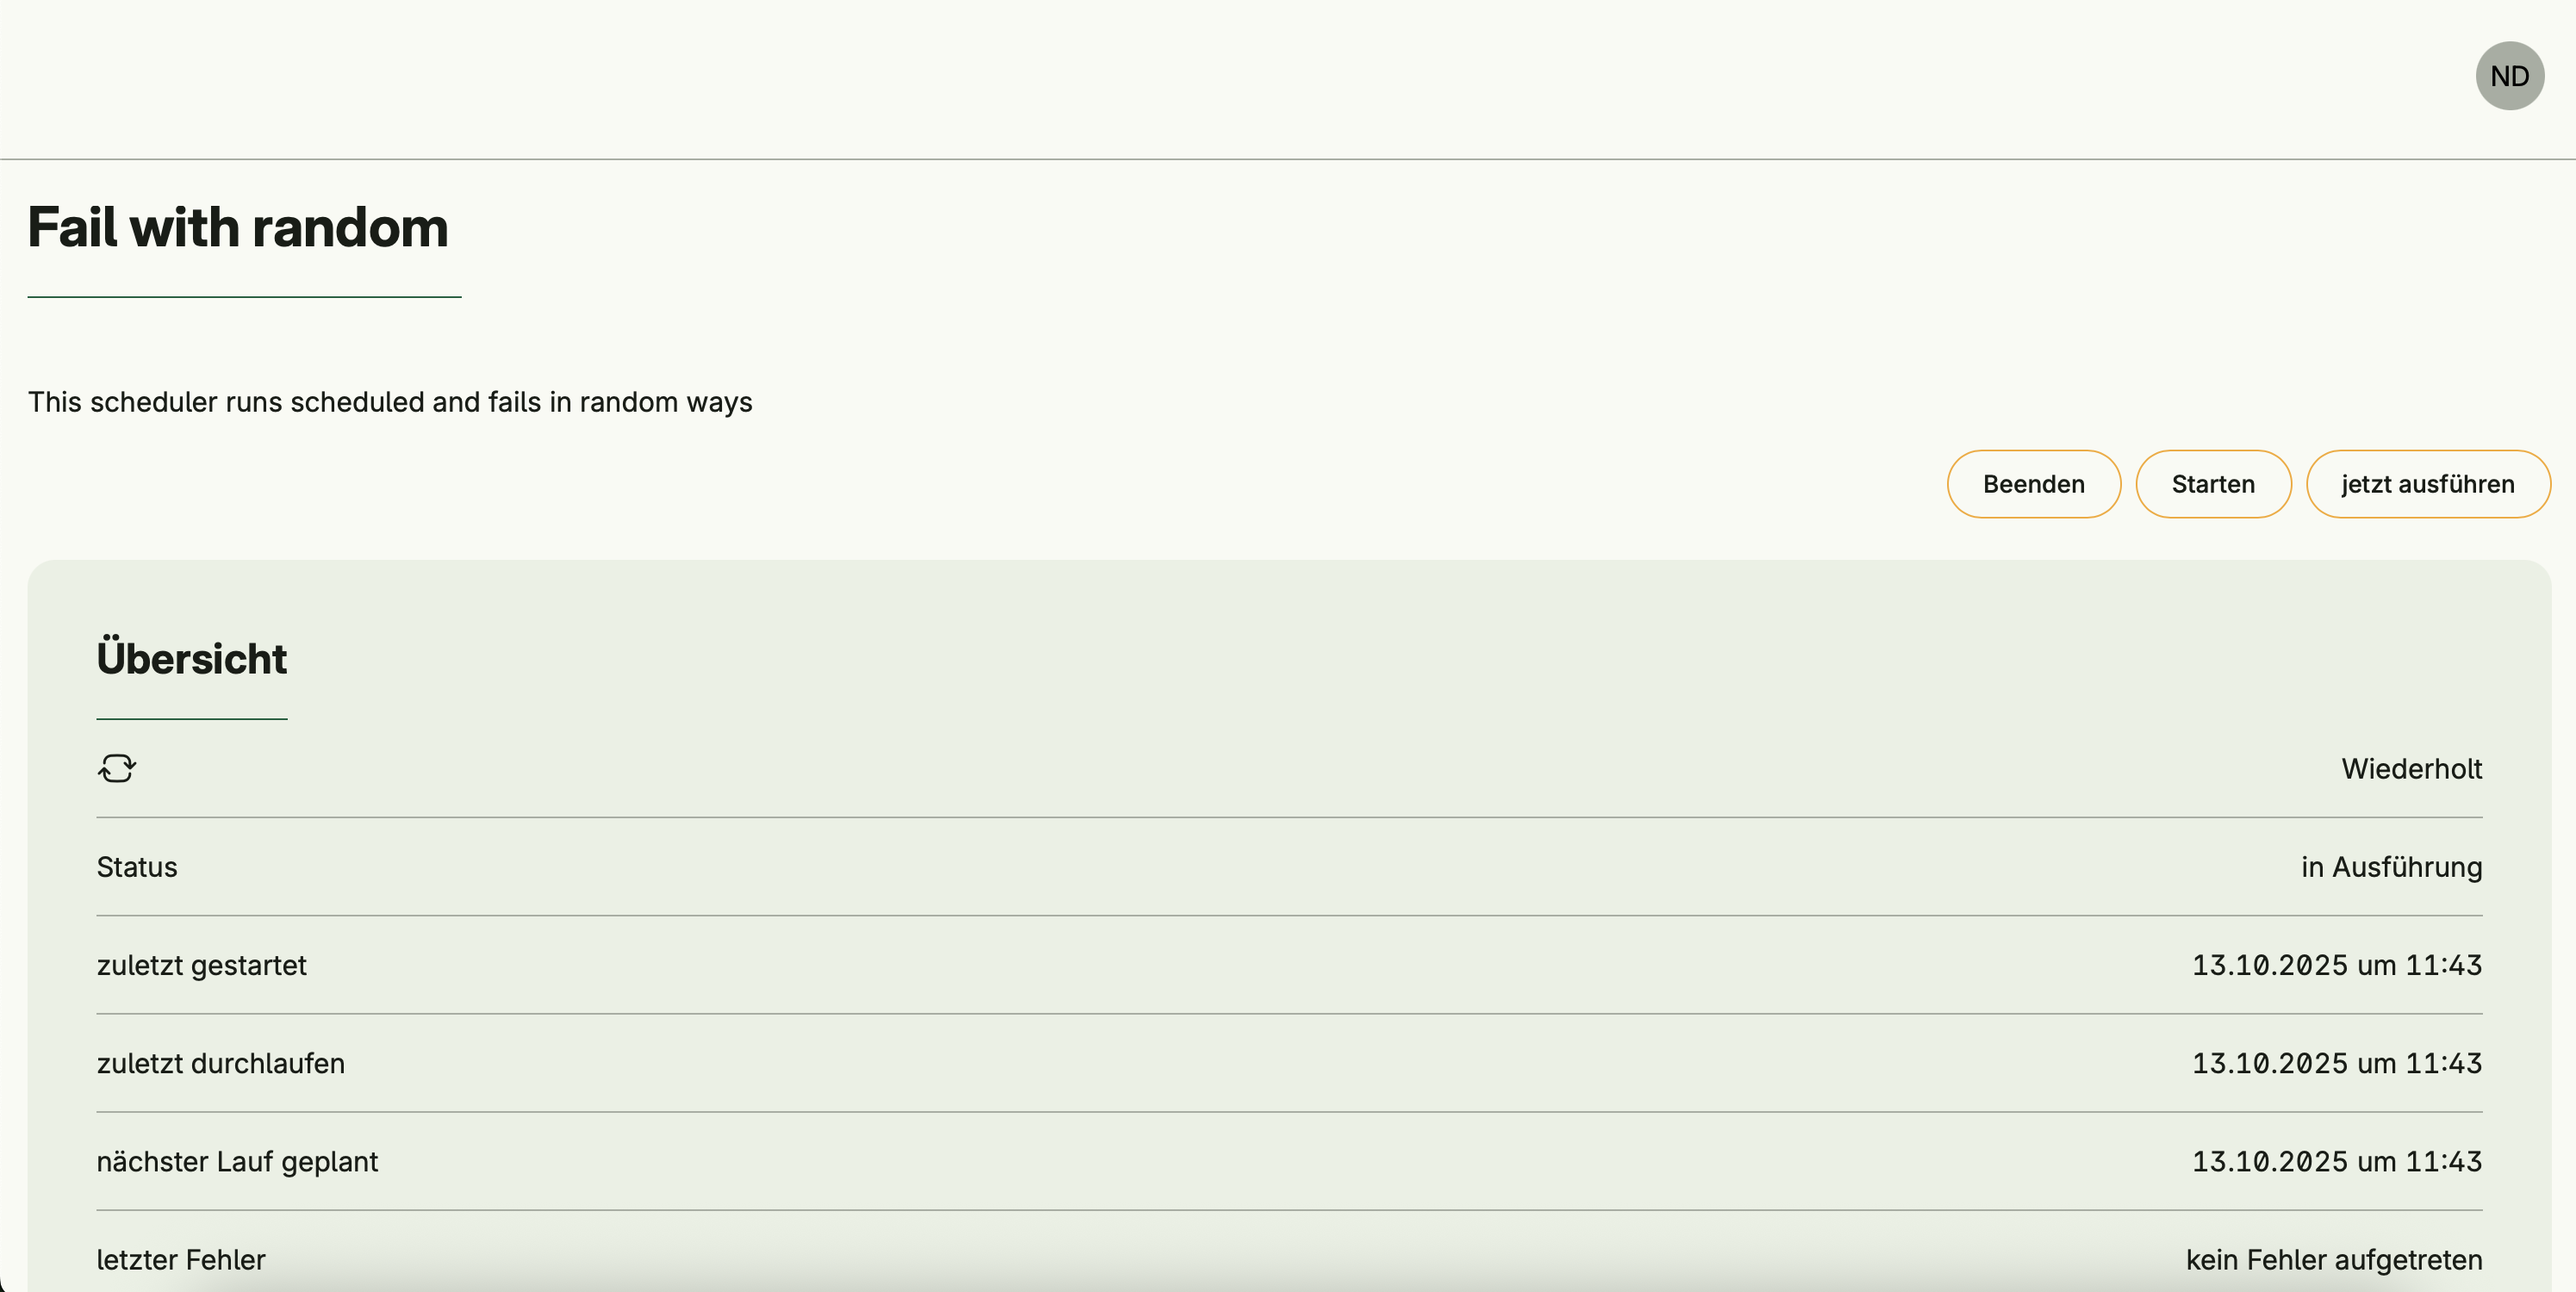 ND
Fail with random
This scheduler runs scheduled and fails in random ways
Beenden Starten jetzt ausführen
Übersicht
Wiederholt
Status in Ausführung
zuletzt gestartet 13.10.2025 um 11:43
zuletzt durchlaufen 13.10.2025 um 11:43
nächster Lauf geplant 13.10.2025 um 11:43
letzter Fehler kein Fehler aufgetreten